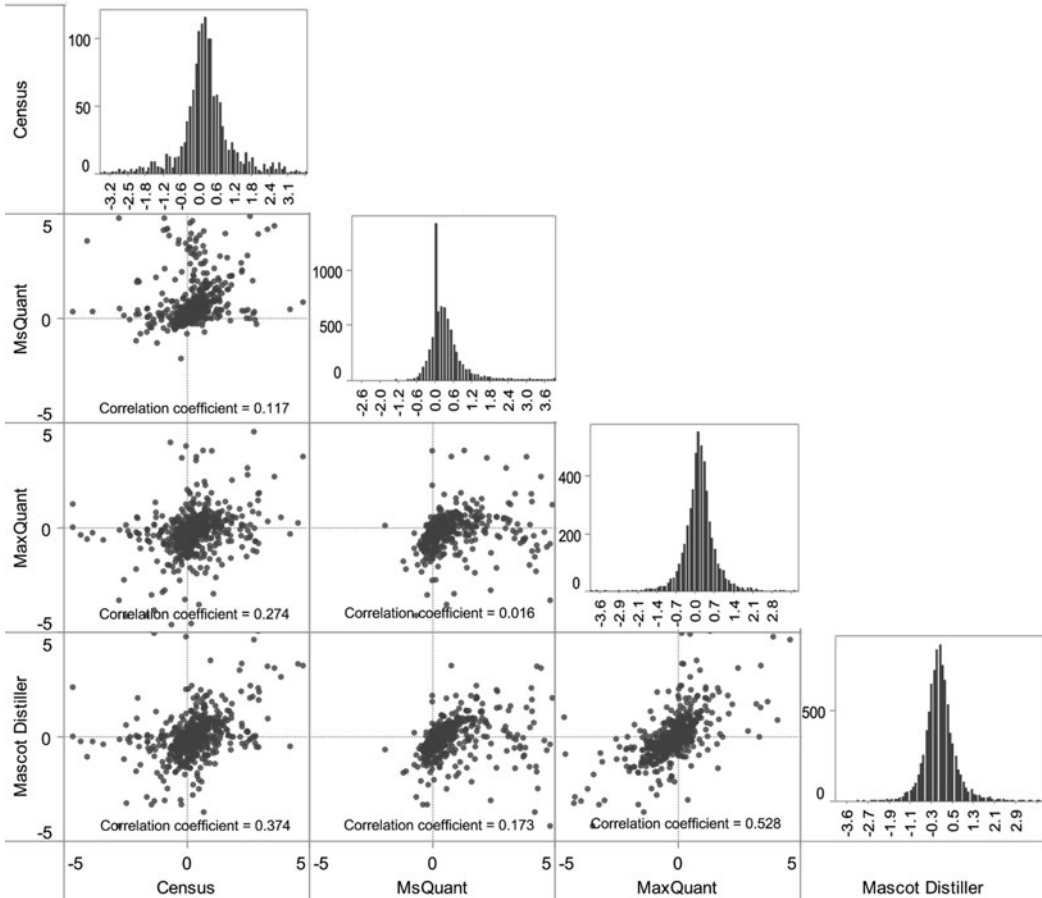 Census
100
50
0
-3.2 -2.5 -1.8 -1.2 -0.6 0.0 0.6 1.2 1.8 2.4 3.1
MsQuant
5
0
-5
Correlation coefficient = 0.117
1000
500
0
-2.6 -2.0 -1.2 -0.6 0.0 0.6 1.2 1.8 2.4 3.0 3.6
MaxQuant
5
0
-5
Correlation coefficient = 0.274
Correlation coefficient = 0.016
400
200
0
-3.6 -2.9 -2.1 -1.4 -0.7 0.0 0.7 1.4 2.1 2.8
Mascot Distiller
5
0
-5
Correlation coefficient = 0.374
Correlation coefficient = 0.173
Correlation coefficient = 0.528
500
0
-3.6 -2.7 -1.9 -1.1 -0.3 0.5 1.3 2.1 2.9
-5 0 5 -5 0 5 -5 0 5
Census MsQuant MaxQuant Mascot Distiller